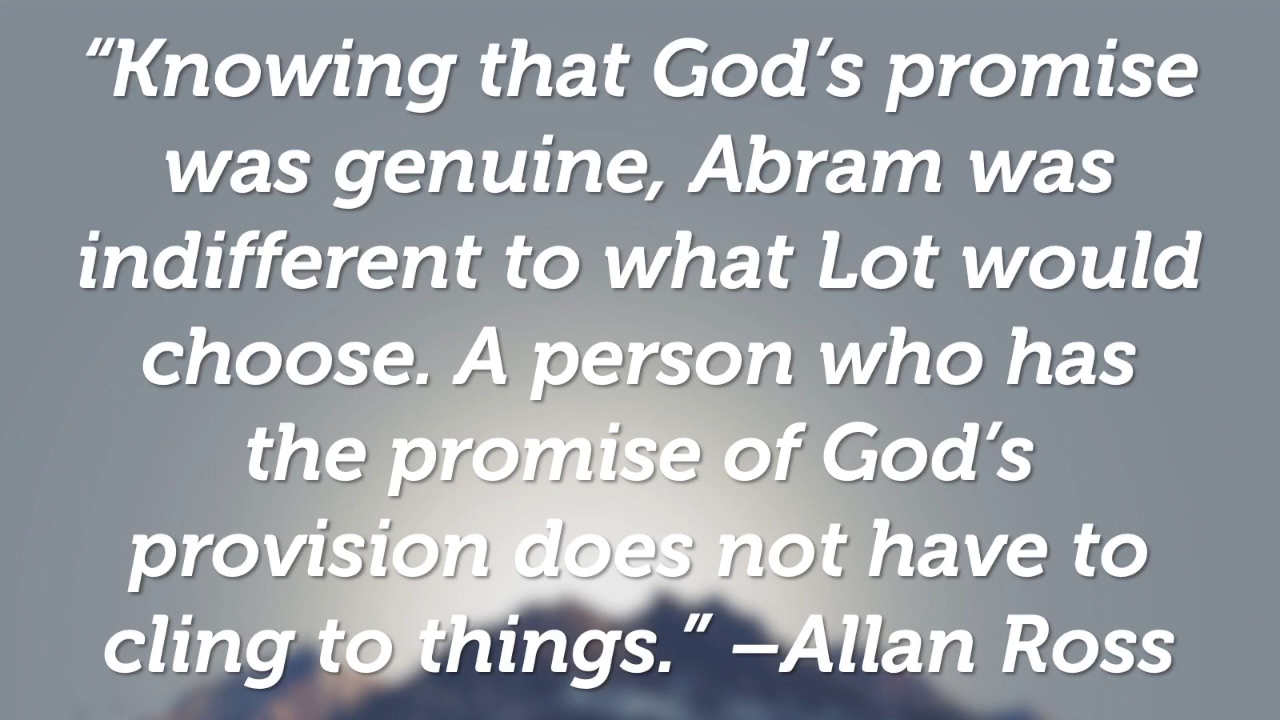 “Knowing that God’s promise
was genuine, Abram was
indifferent to what Lot would
choose. A person who has
the promise of God’s
provision does not have to
cling to things.” –Allan Ross